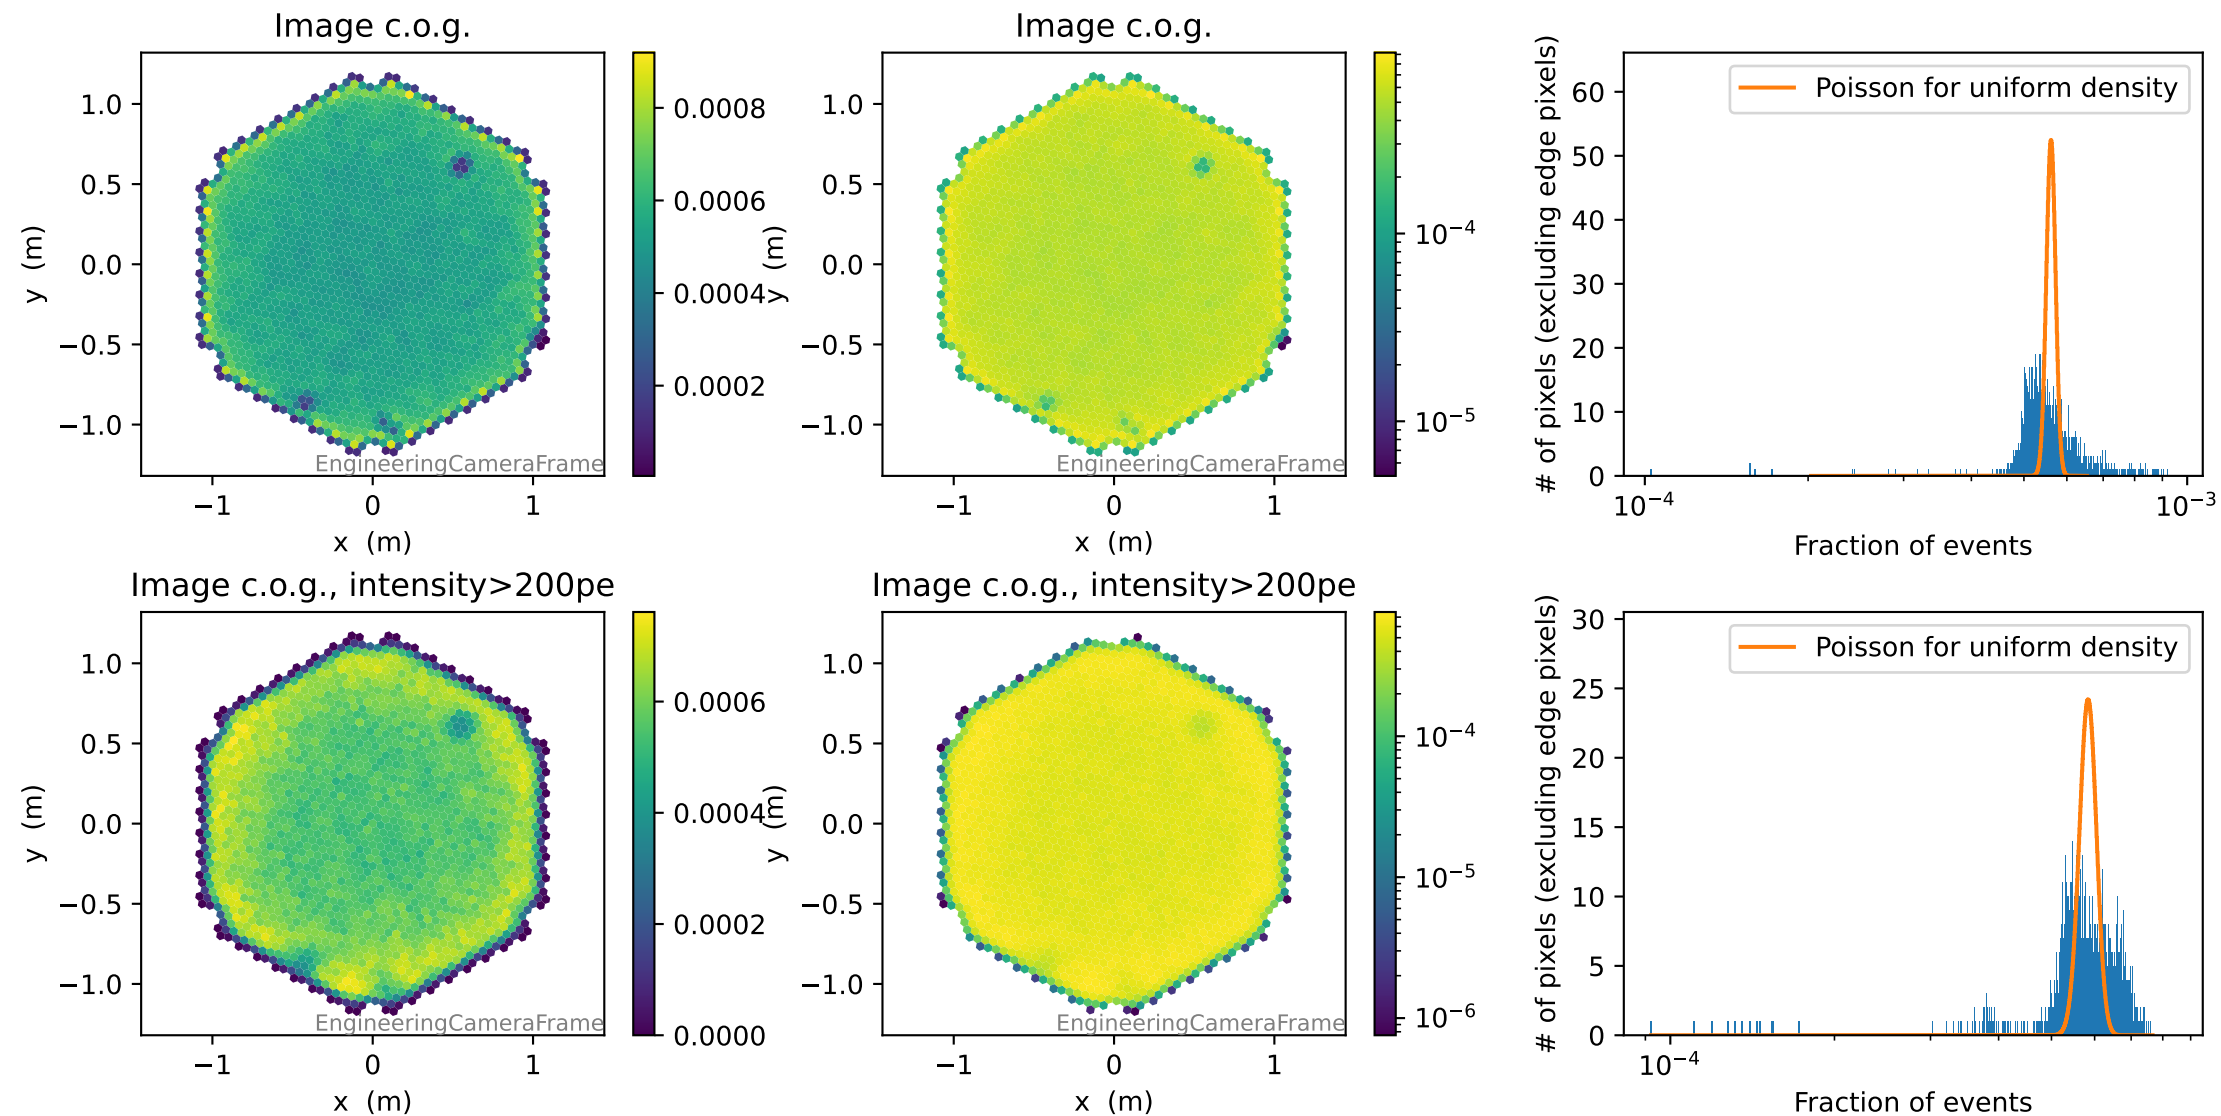 Image c.o.g.
1.0
0.5
0.0
−0.5
−1.0
y (m)
−1
0
1
x (m)
EngineeringCameraFrame
0.0008
0.0006
0.0004
0.0002
Image c.o.g.
1.0
0.5
0.0
−0.5
−1.0
y (m)
−1
0
1
x (m)
EngineeringCameraFrame
10⁻⁴
10⁻⁵
# of pixels (excluding edge pixels)
60
50
40
30
20
10
0
Poisson for uniform density
10⁻⁴
10⁻³
Fraction of events
Image c.o.g., intensity>200pe
1.0
0.5
0.0
−0.5
−1.0
y (m)
−1
0
1
x (m)
EngineeringCameraFrame
0.0006
0.0004
0.0002
0.0000
Image c.o.g., intensity>200pe
1.0
0.5
0.0
−0.5
−1.0
y (m)
−1
0
1
x (m)
EngineeringCameraFrame
10⁻⁴
10⁻⁵
10⁻⁶
# of pixels (excluding edge pixels)
30
25
20
15
10
5
0
Poisson for uniform density
10⁻⁴
Fraction of events